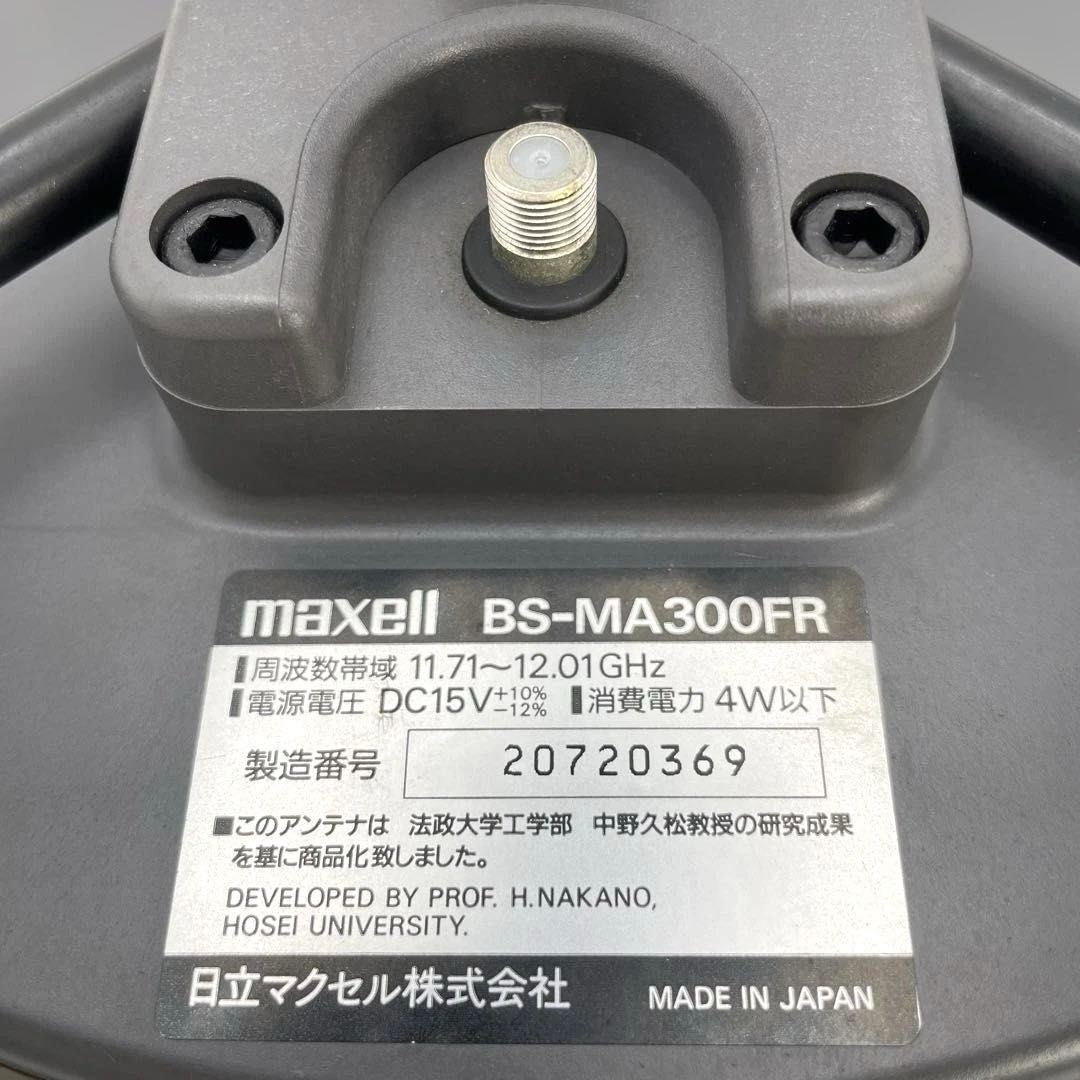 maxell BS-MA300FR
周波数帯域 11.71～12.01GHz
電源電圧 DC15V +10% −12% 消費電力 4W以下
製造番号 20720369
■このアンテナは 法政大学工学部 中野久松教授の研究成果
を基に商品化致しました。
DEVELOPED BY PROF. H.NAKANO,
HOSEI UNIVERSITY.
日立マクセル株式会社 MADE IN JAPAN